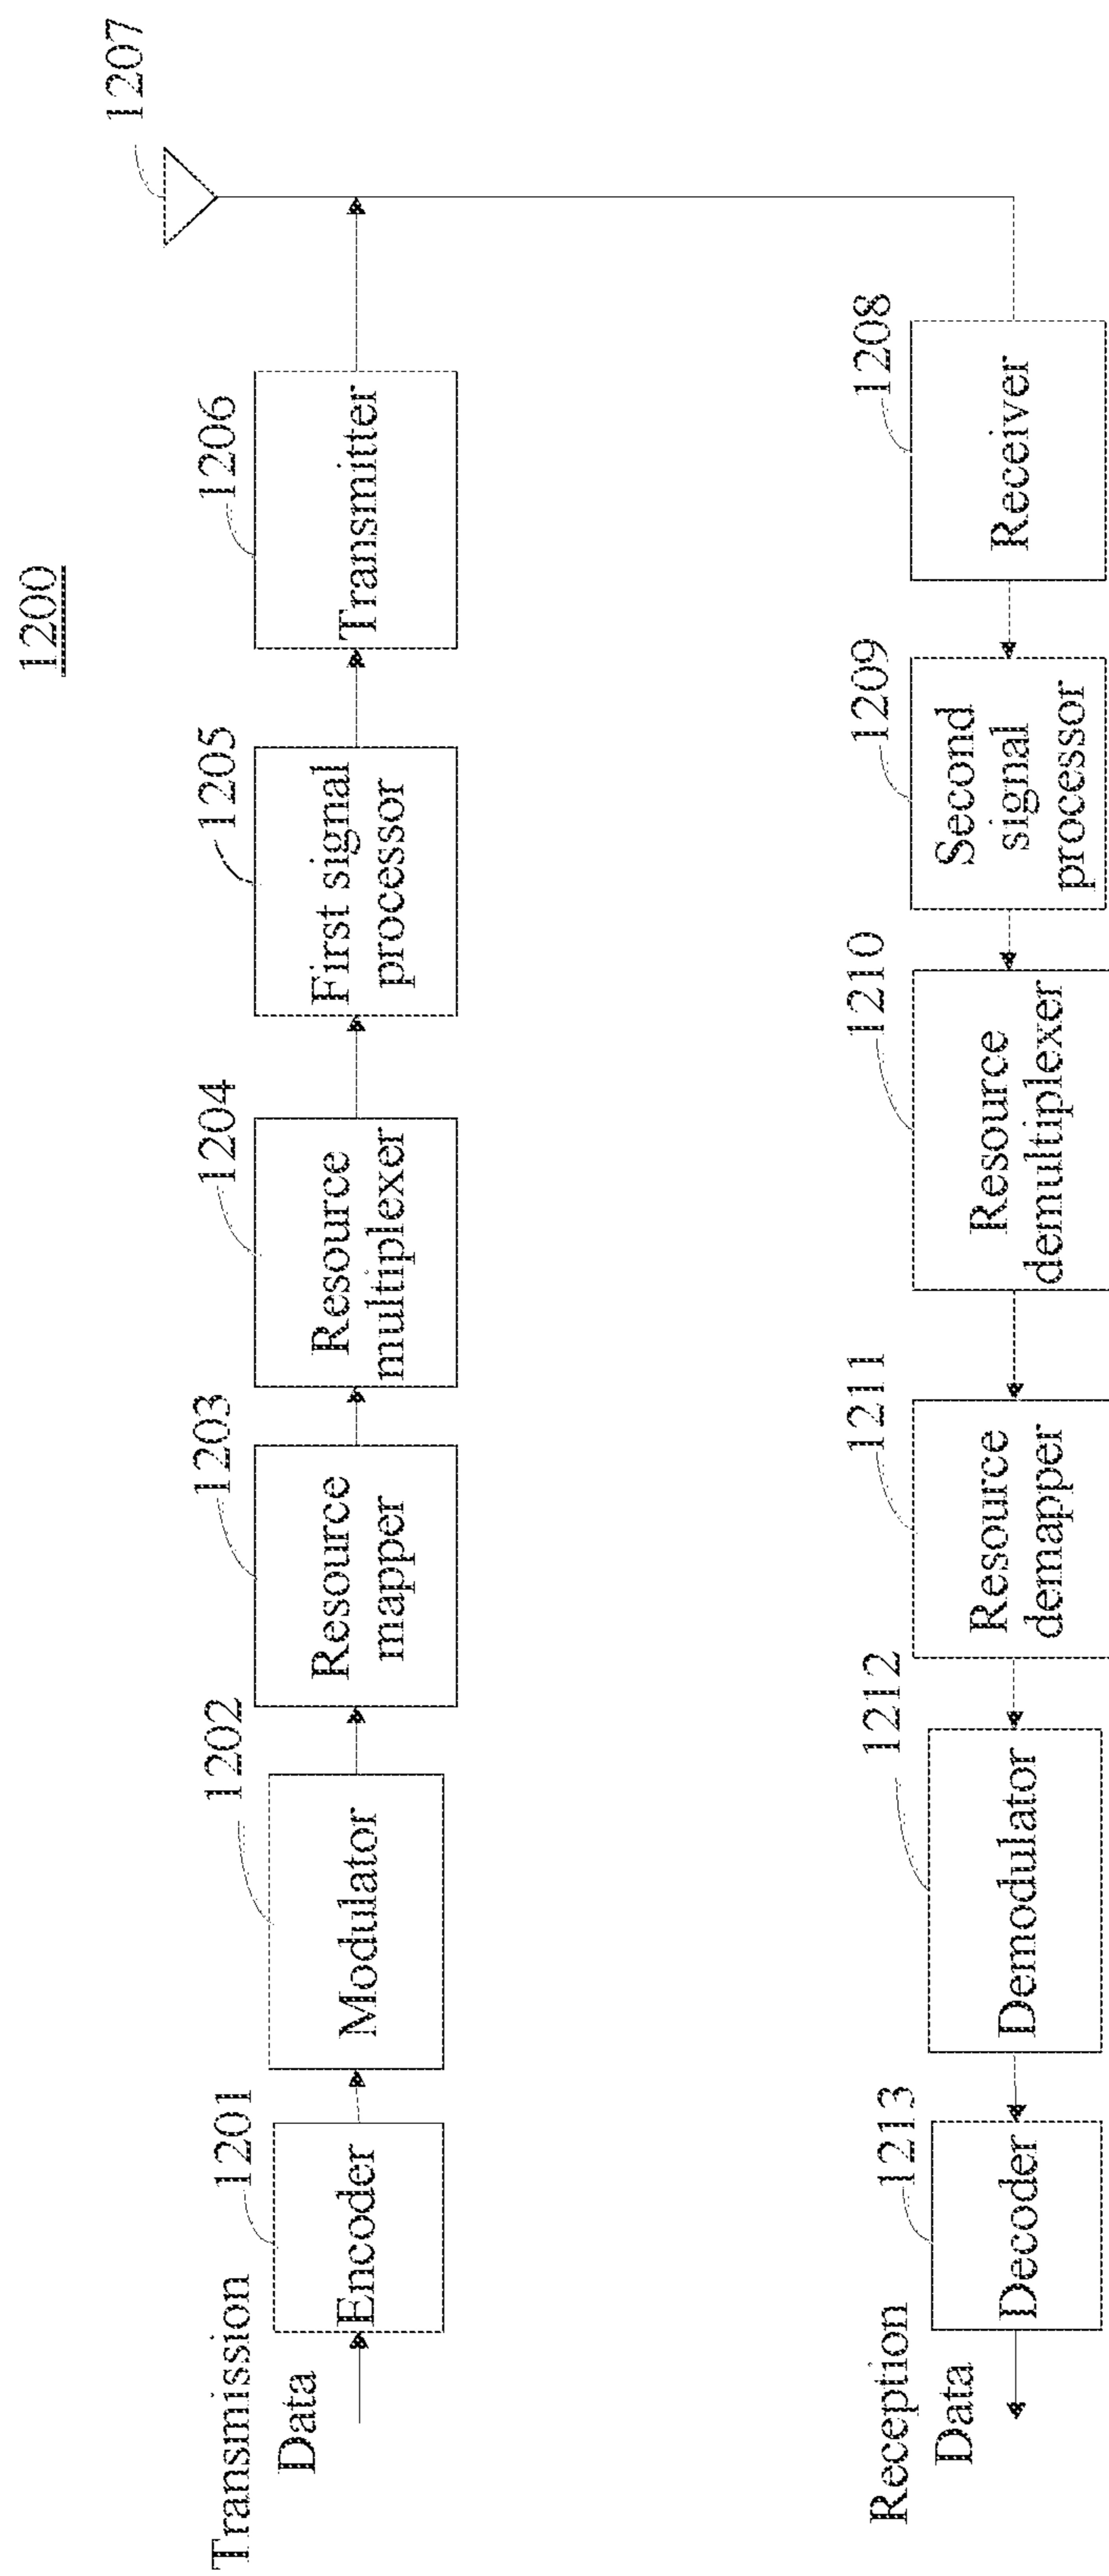 1200
1207
Transmission
Data
1201
Encoder
1202
Modulator
1203
Resource
mapper
1204
Resource
multiplexer
1205
First signal
processor
1206
Transmitter
Reception
Data
1213
Decoder
1212
Demodulator
1211
Resource
demapper
1210
Resource
demultiplexer
1209
Second
signal
processor
1208
Receiver